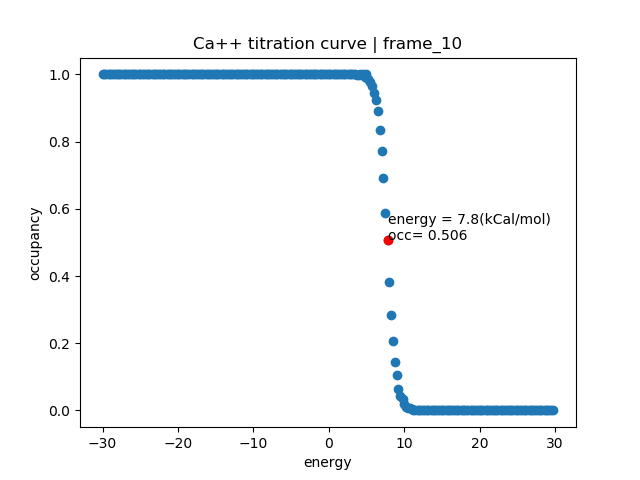 Ca++ titration curve | frame_10
1.0
0.8
0.6
0.4
0.2
0.0
occupancy
energy = 7.8(kCal/mol)
occ= 0.506
−30
−20
−10
0
10
20
30
energy